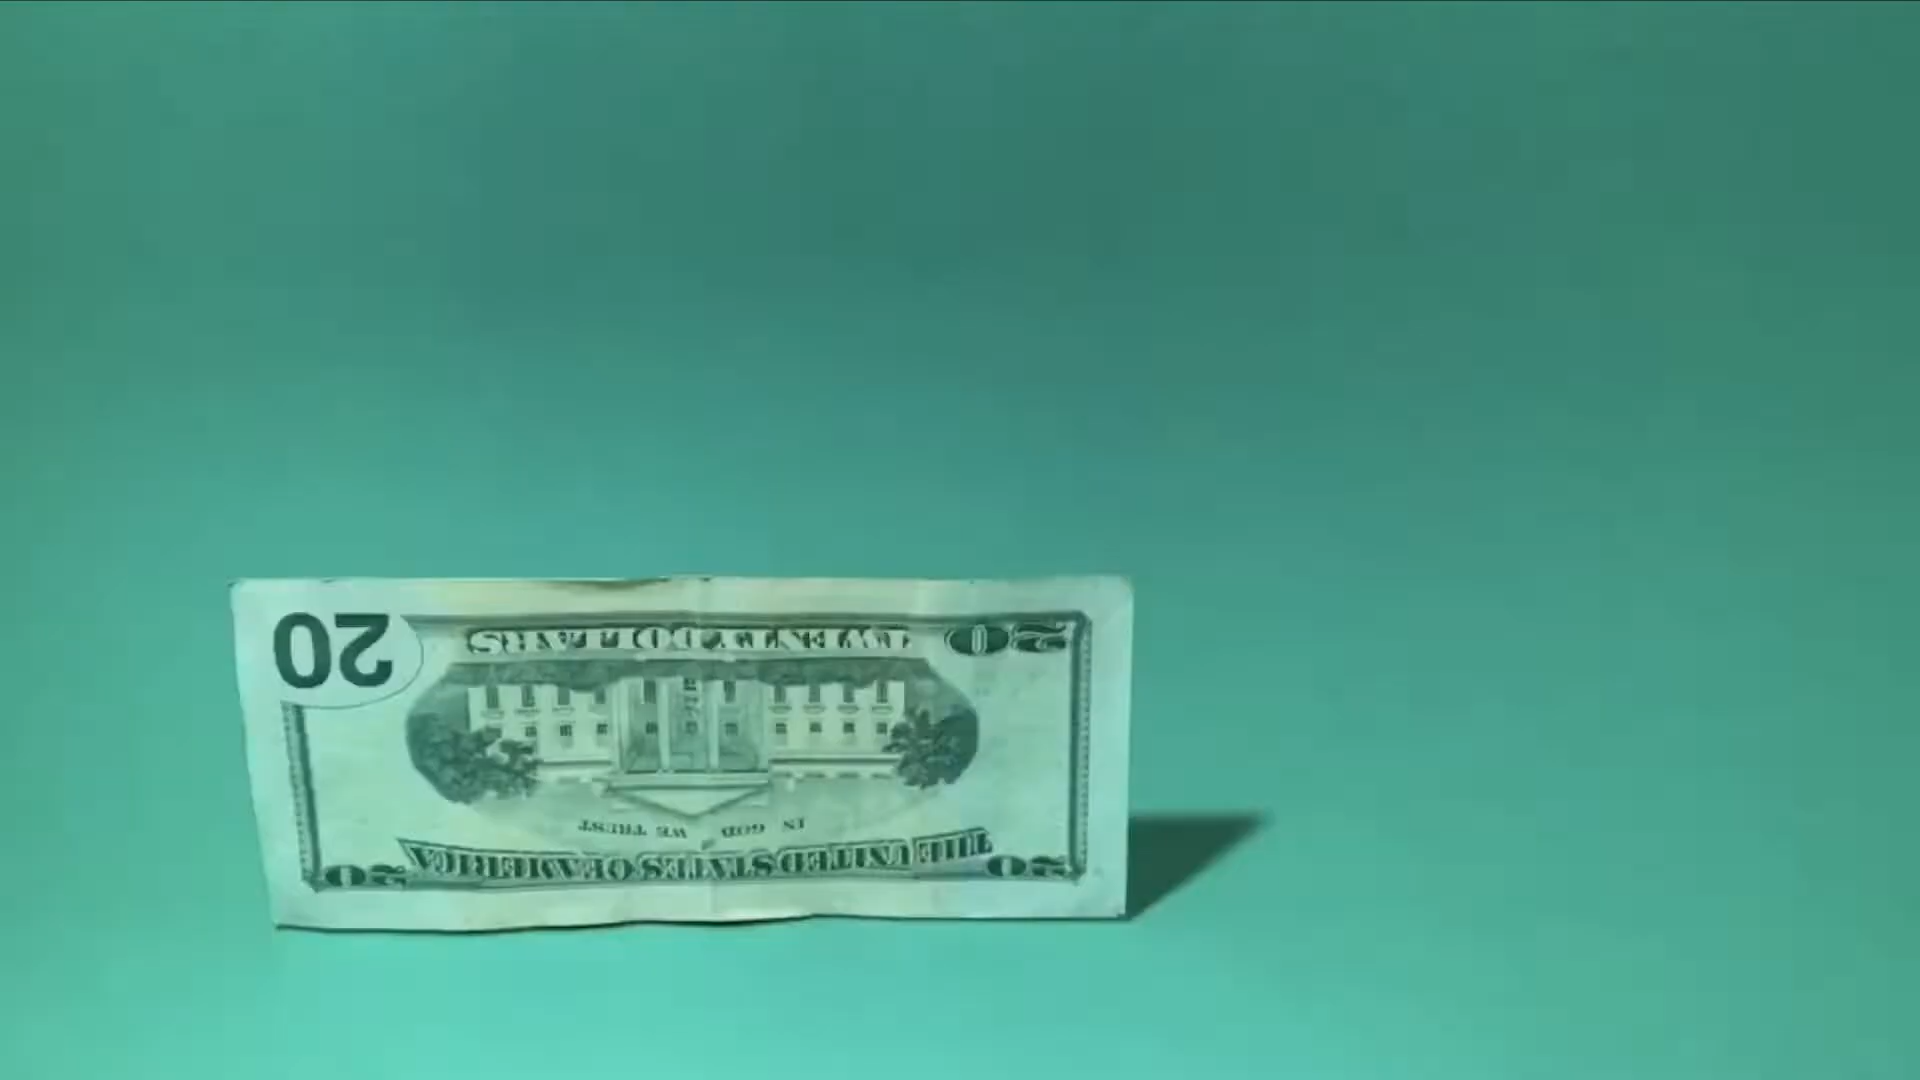 20 THE UNITED STATES OF AMERICA 20
IN GOD WE TRUST
20 TWENTY DOLLARS 20